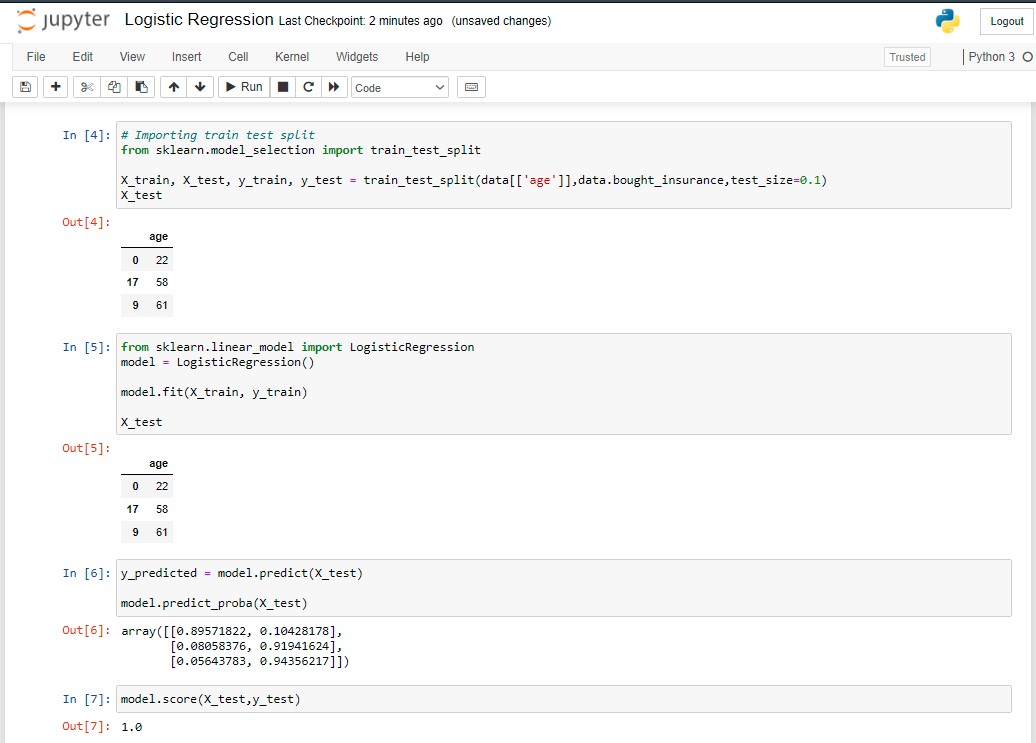 jupyter Logistic Regression Last Checkpoint: 2 minutes ago (unsaved changes) Logout
File Edit View Insert Cell Kernel Widgets Help Trusted Python 3
Run Code
In [4]: # Importing train test split
from sklearn.model_selection import train_test_split
X_train, X_test, y_train, y_test = train_test_split(data[['age']],data.bought_insurance,test_size=0.1)
X_test
Out[4]:
age
0 22
17 58
9 61
In [5]: from sklearn.linear_model import LogisticRegression
model = LogisticRegression()
model.fit(X_train, y_train)
X_test
Out[5]:
age
0 22
17 58
9 61
In [6]: y_predicted = model.predict(X_test)
model.predict_proba(X_test)
Out[6]: array([[0.89571822, 0.10428178],
[0.08058376, 0.91941624],
[0.05643783, 0.94356217]])
In [7]: model.score(X_test,y_test)
Out[7]: 1.0